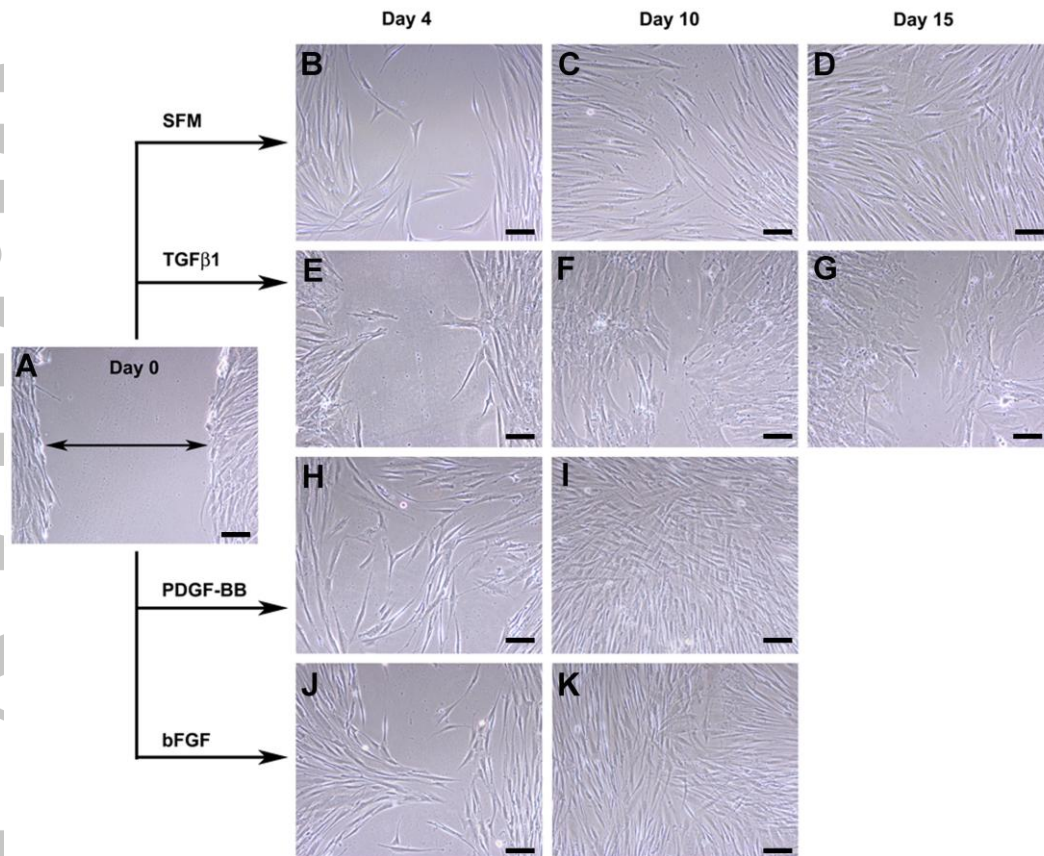 Day 4 Day 10 Day 15
B C D
SFM
TGFβ1
E F G
A Day 0
H I
PDGF-BB
J K
bFGF